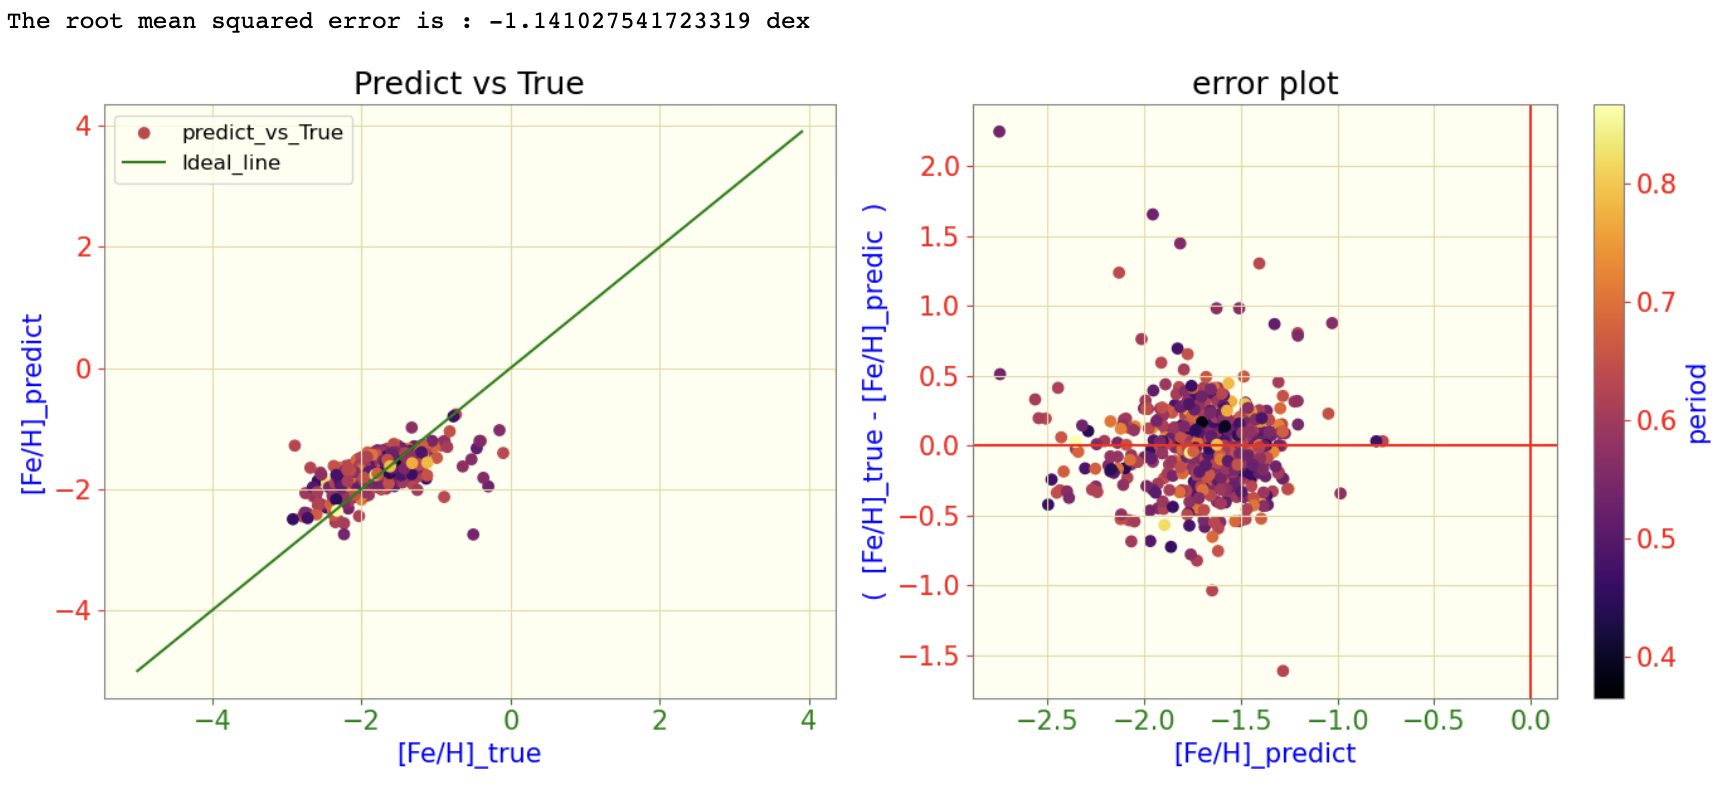 The root mean squared error is : -1.141027541723319 dex
Predict vs True
4
2
0
−2
−4
[Fe/H]_predict
predict_vs_True
Ideal_line
−4
−2
0
2
4
[Fe/H]_true
error plot
2.0
1.5
1.0
0.5
0.0
−0.5
−1.0
−1.5
( [Fe/H]_true - [Fe/H]_predic )
−2.5
−2.0
−1.5
−1.0
−0.5
0.0
[Fe/H]_predict
0.8
0.7
0.6
0.5
0.4
period